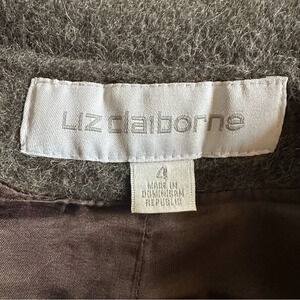 Liz claiborne
4
MADE IN
DOMINICAN
REPUBLIC